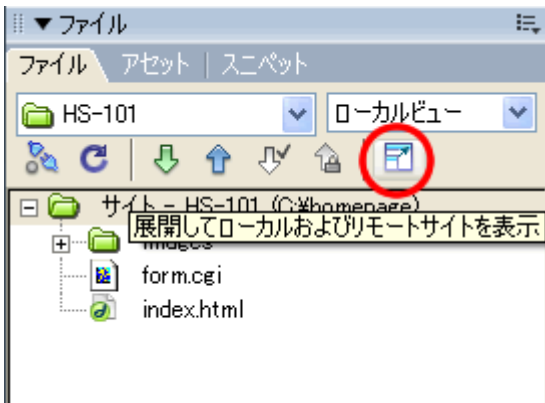 ▼ ファイル
ファイル アセット | スニペット
HS-101 ローカルビュー
サイト - HS-101 (C:¥homepage)
展開してローカルおよびリモートサイトを表示
images
form.cgi
index.html